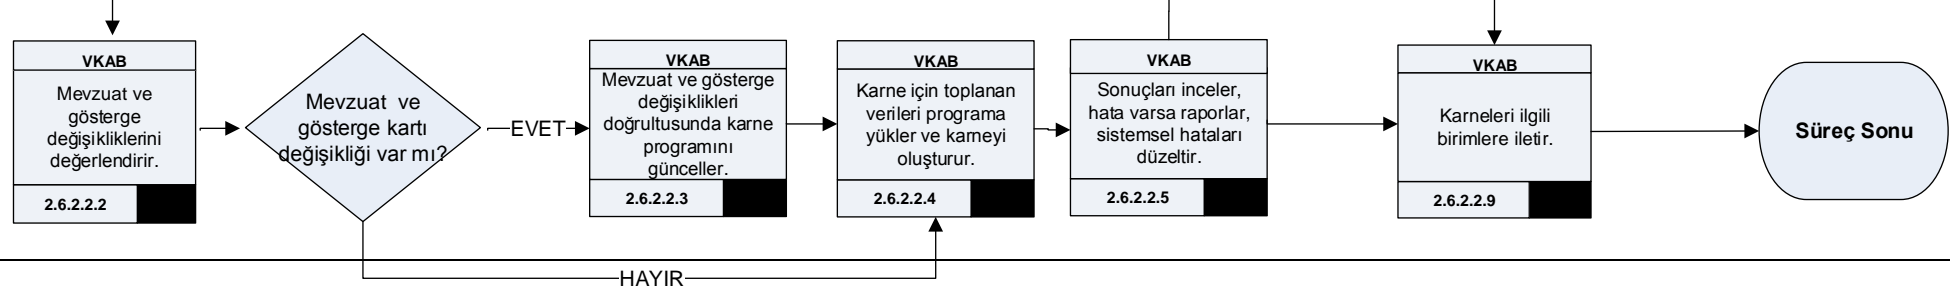 VKAB
Mevzuat ve
gösterge
değişikliklerini
değerlendirir.
2.6.2.2.2
Mevzuat ve
gösterge kartı
değişikliği var mı?
EVET
HAYIR
VKAB
Mevzuat ve gösterge
değişiklikleri
doğrultusunda karne
programını
günceller.
2.6.2.2.3
VKAB
Karne için toplanan
verileri programa
yükler ve karneyi
oluşturur.
2.6.2.2.4
VKAB
Sonuçları inceler,
hata varsa raporlar,
sistemsel hataları
düzeltir.
2.6.2.2.5
VKAB
Karneleri ilgili
birimlere iletir.
2.6.2.2.9
Süreç Sonu